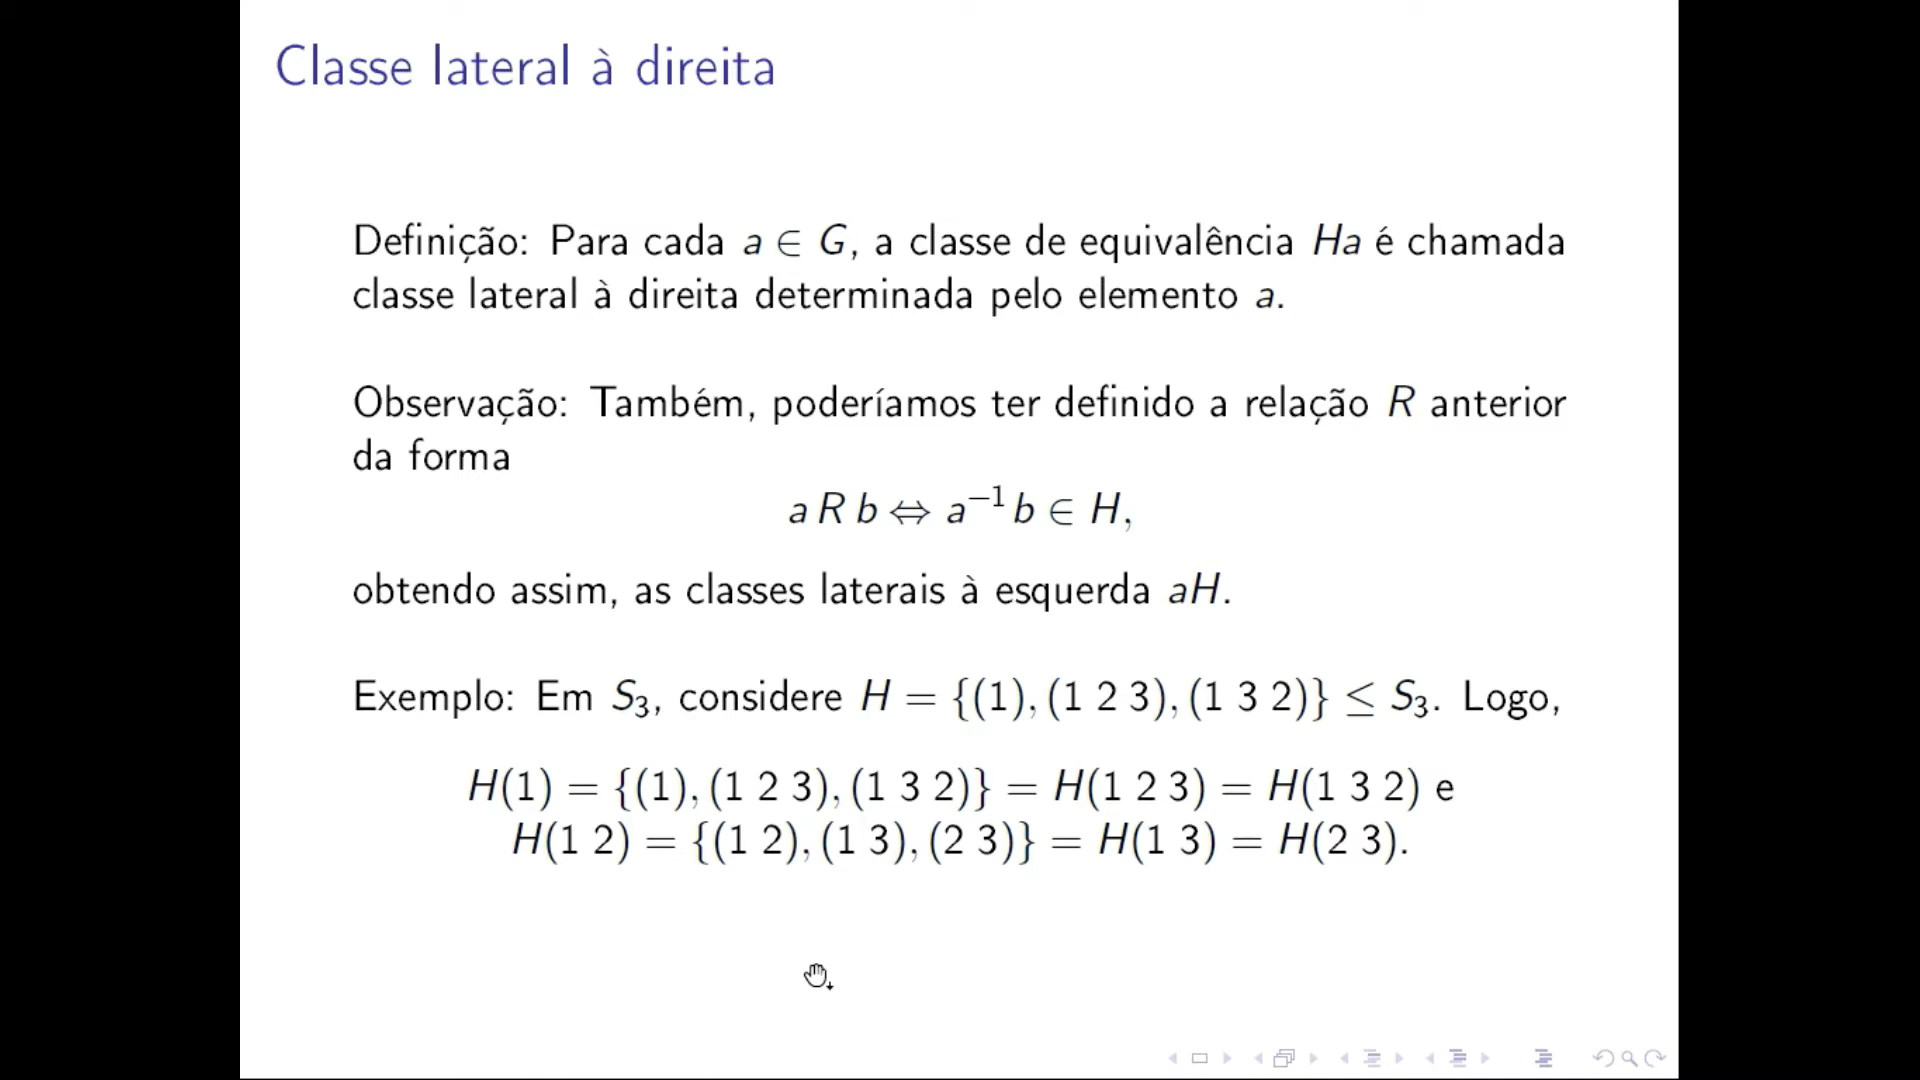 Classe lateral à direita
Definição: Para cada a ∈ G, a classe de equivalência Ha é chamada
classe lateral à direita determinada pelo elemento a.
Observação: Também, poderíamos ter definido a relação R anterior
da forma
a R b ⇔ a⁻¹b ∈ H,
obtendo assim, as classes laterais à esquerda aH.
Exemplo: Em S₃, considere H = {(1), (1 2 3), (1 3 2)} ≤ S₃. Logo,
H(1) = {(1), (1 2 3), (1 3 2)} = H(1 2 3) = H(1 3 2) e
H(1 2) = {(1 2), (1 3), (2 3)} = H(1 3) = H(2 3).